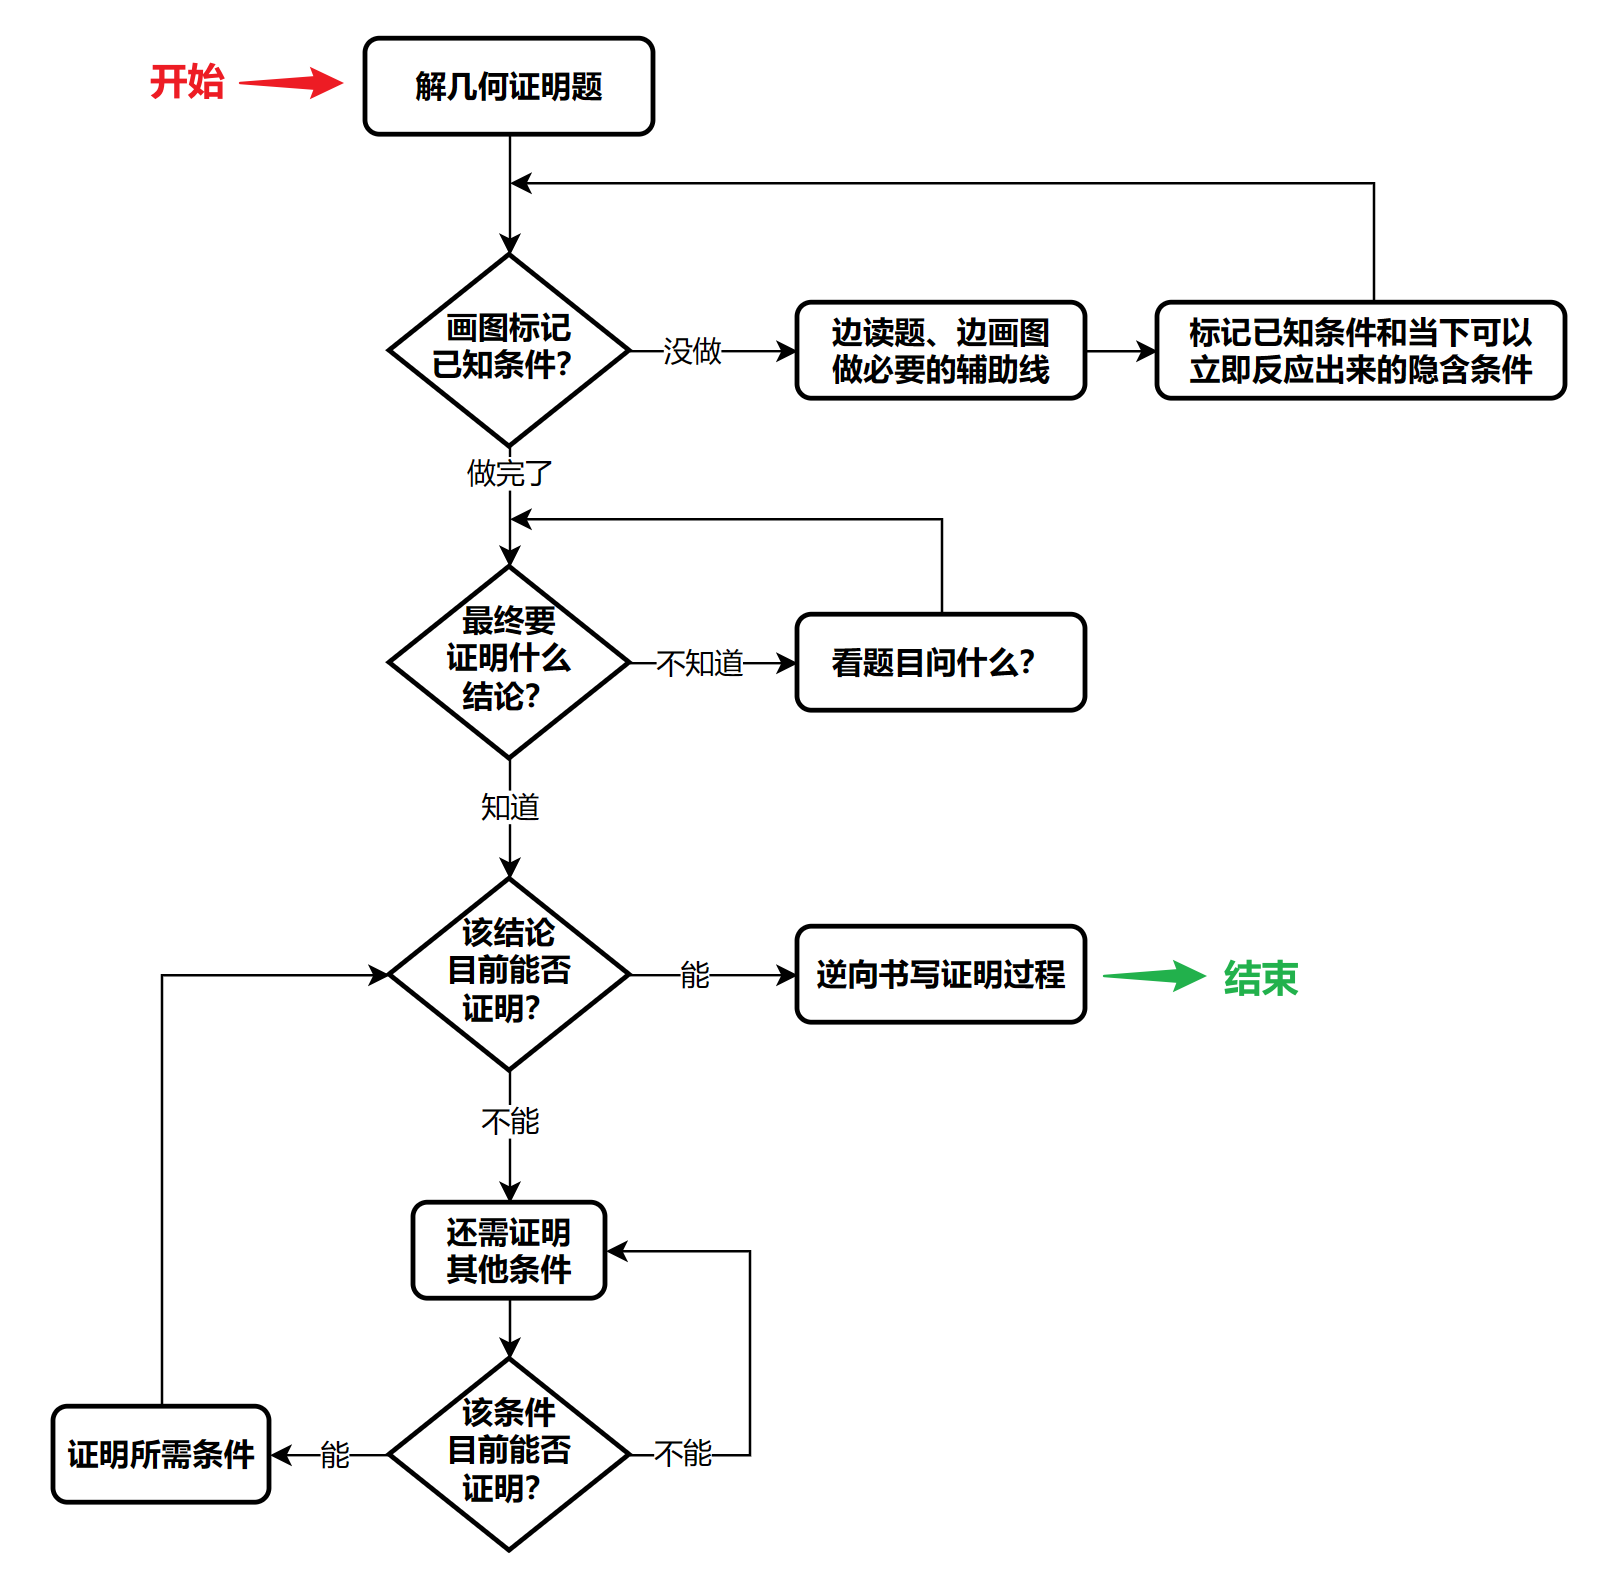 开始
解几何证明题
画图标记
已知条件？
没做
边读题、边画图
做必要的辅助线
标记已知条件和当下可以
立即反应出来的隐含条件
做完了
最终要
证明什么
结论？
不知道
看题目问什么？
知道
该结论
目前能否
证明？
能
逆向书写证明过程
结束
不能
还需证明
其他条件
该条件
目前能否
证明？
不能
能
证明所需条件